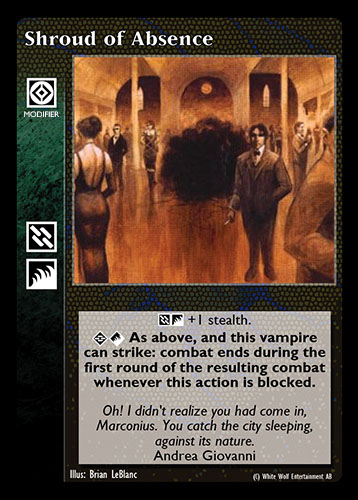 Shroud of Absence
MODIFIER
+1 stealth.
As above, and this vampire
can strike: combat ends during the
first round of the resulting combat
whenever this action is blocked.
Oh! I didn't realize you had come in,
Marconius. You catch the city sleeping,
against its nature.
Andrea Giovanni
Illus: Brian LeBlanc
(C) White Wolf Entertainment AB